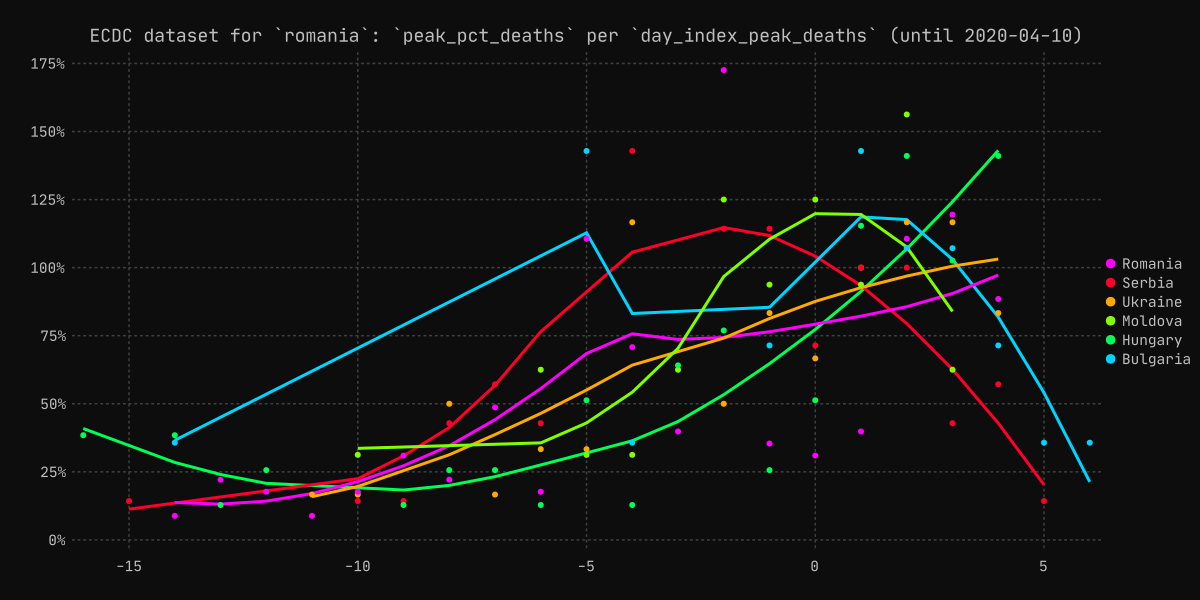 ECDC dataset for `romania`: `peak_pct_deaths` per `day_index_peak_deaths` (until 2020-04-10)
175%
150%
125%
100%
75%
50%
25%
0%
-15
-10
-5
0
5
Romania
Serbia
Ukraine
Moldova
Hungary
Bulgaria